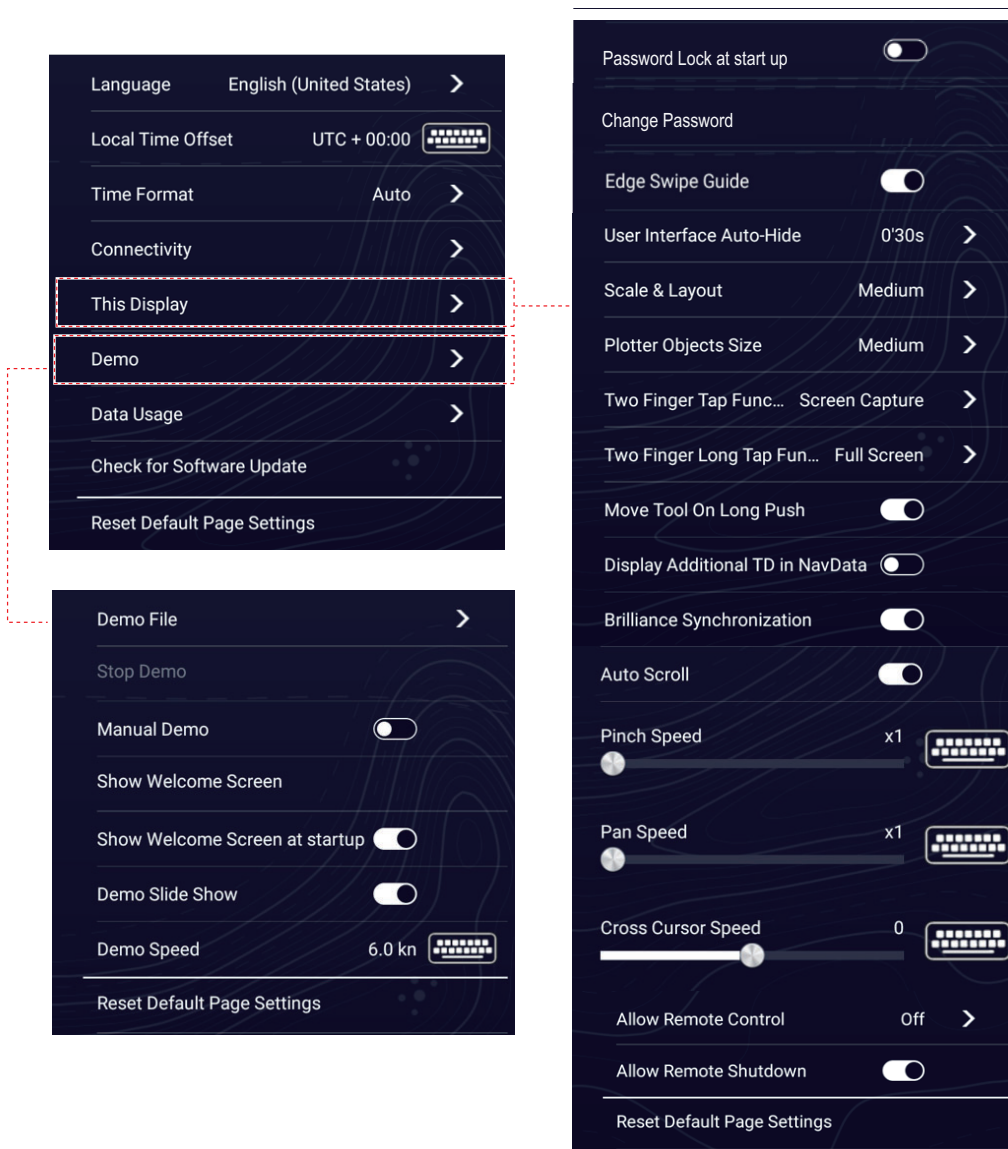 Language English (United States)
Local Time Offset UTC + 00:00
Time Format Auto
Connectivity
This Display
Demo
Data Usage
Check for Software Update
Reset Default Page Settings
Demo File
Stop Demo
Manual Demo
Show Welcome Screen
Show Welcome Screen at startup
Demo Slide Show
Demo Speed 6.0 kn
Reset Default Page Settings
Password Lock at start up
Change Password
Edge Swipe Guide
User Interface Auto-Hide 0'30s
Scale & Layout Medium
Plotter Objects Size Medium
Two Finger Tap Func... Screen Capture
Two Finger Long Tap Fun... Full Screen
Move Tool On Long Push
Display Additional TD in NavData
Brilliance Synchronization
Auto Scroll
Pinch Speed x1
Pan Speed x1
Cross Cursor Speed 0
Allow Remote Control Off
Allow Remote Shutdown
Reset Default Page Settings